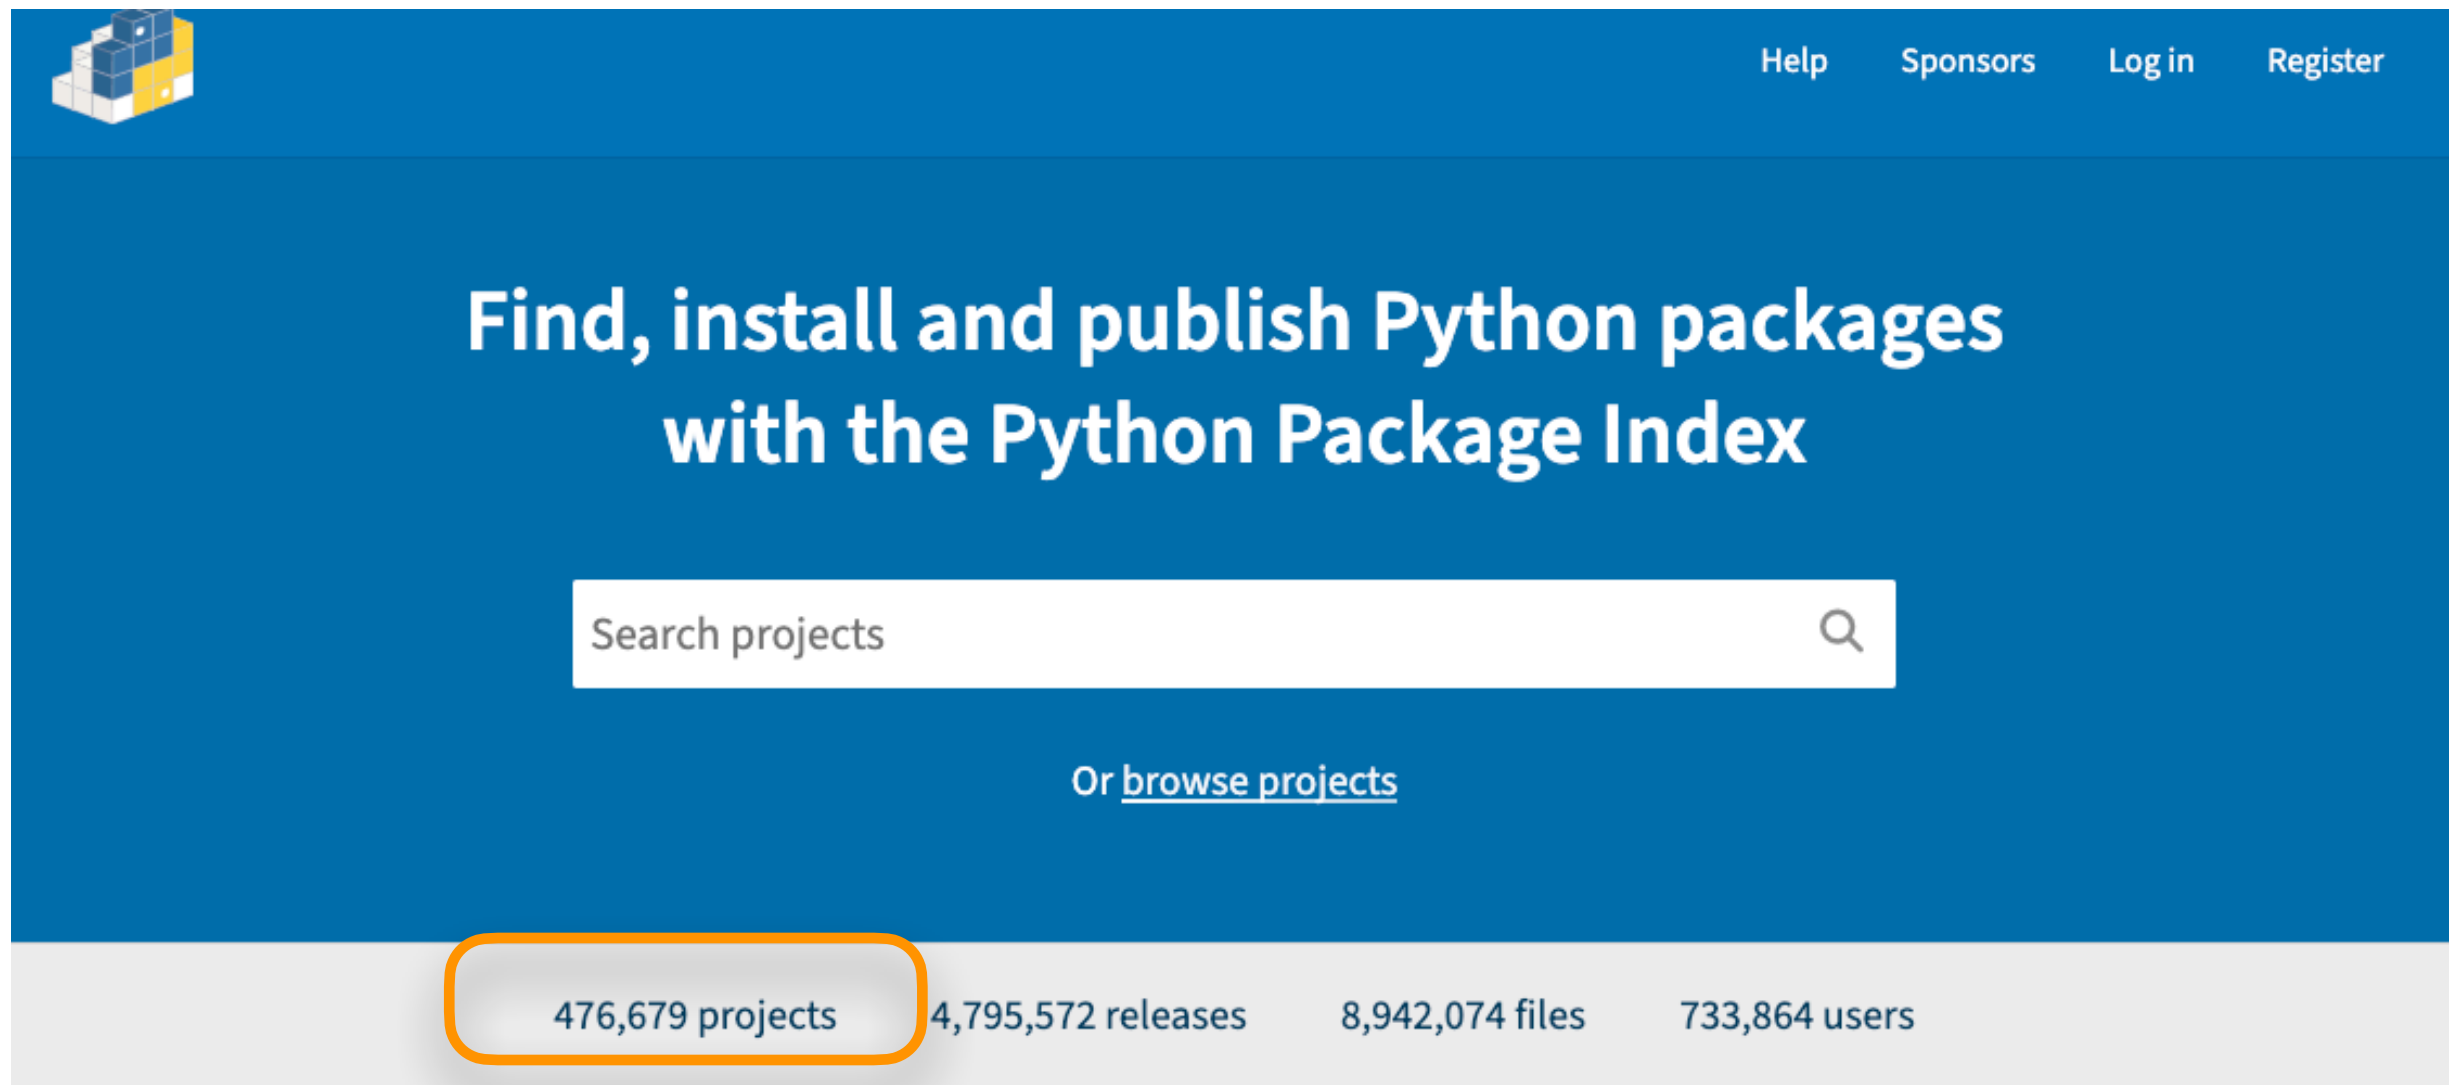 Help Sponsors Log in Register
Find, install and publish Python packages
with the Python Package Index
Search projects
Or browse projects
476,679 projects 4,795,572 releases 8,942,074 files 733,864 users